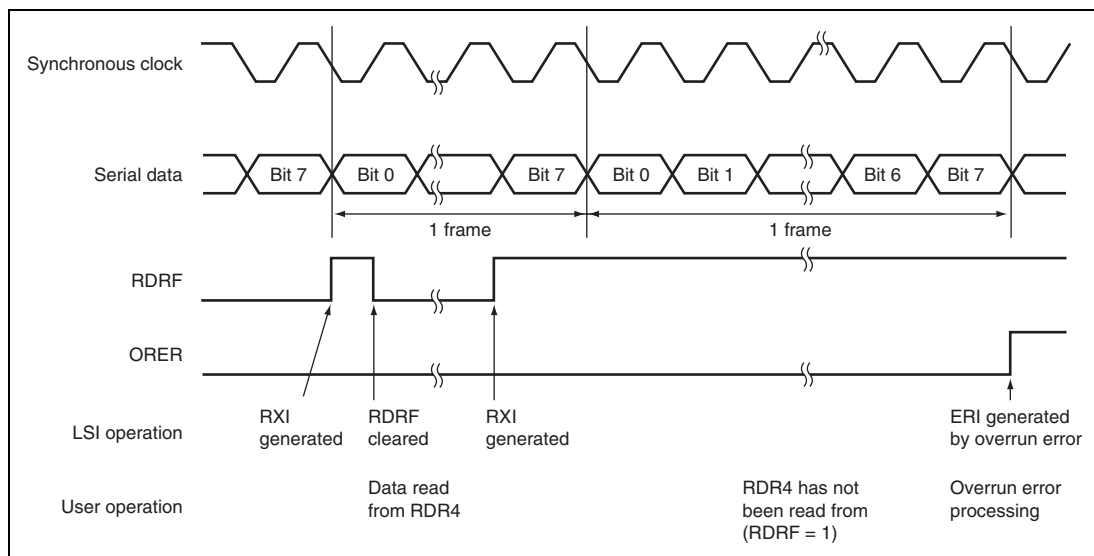 Synchronous clock
Serial data
Bit 7
Bit 0
Bit 7
Bit 0
Bit 1
Bit 6
Bit 7
1 frame
1 frame
RDRF
ORER
LSI operation
RXI
generated
RDRF
cleared
RXI
generated
ERI generated
by overrun error
User operation
Data read
from RDR4
RDR4 has not
been read from
(RDRF = 1)
Overrun error
processing